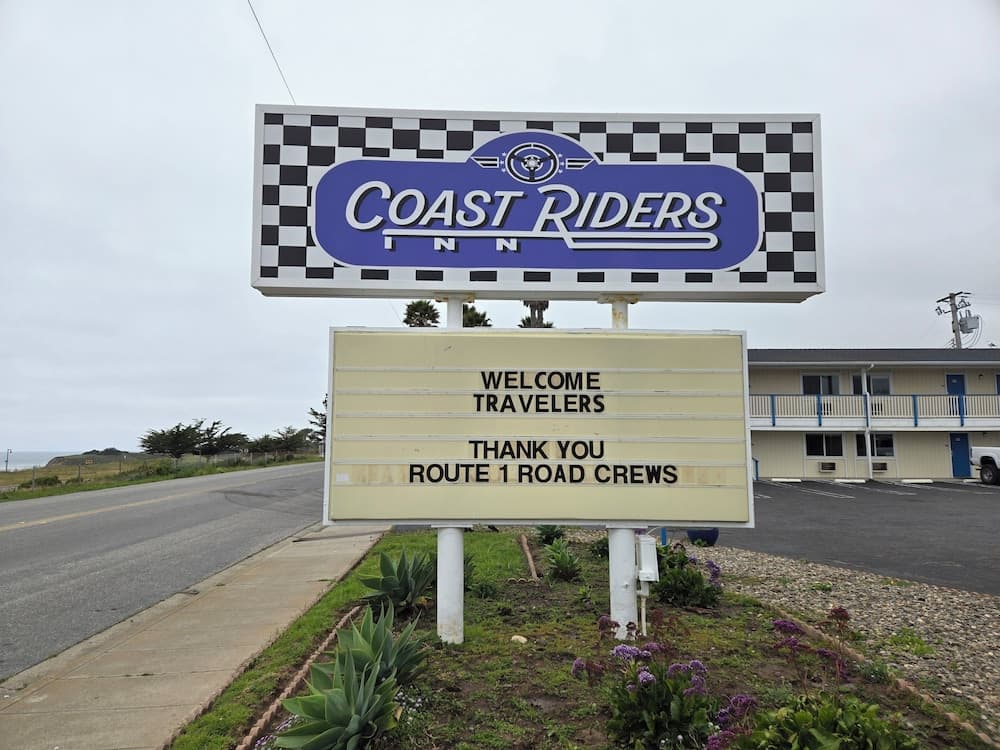 COAST RIDERS
INN
WELCOME
TRAVELERS
THANK YOU
ROUTE 1 ROAD CREWS